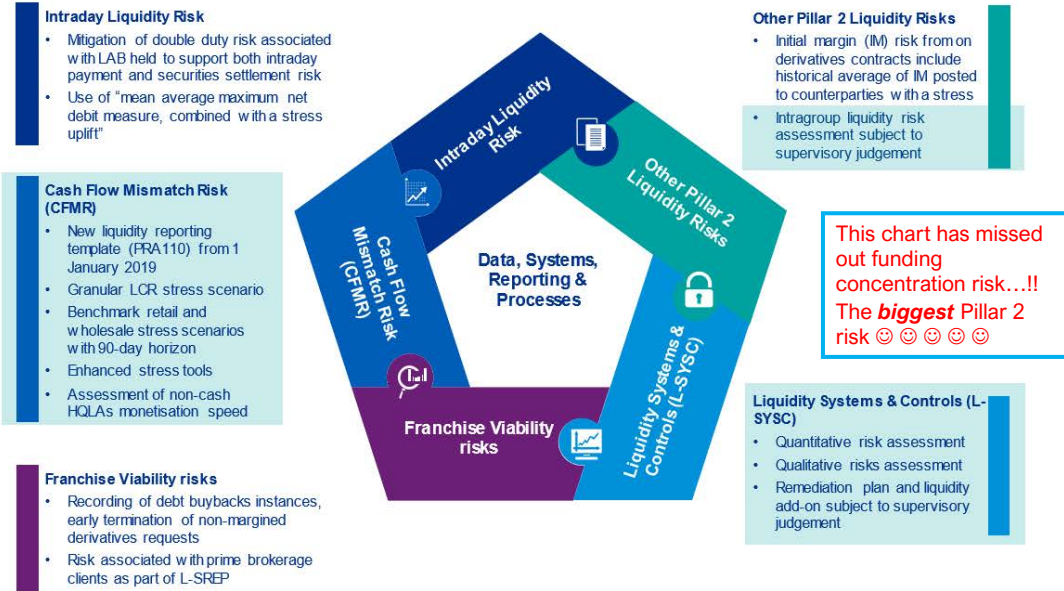 Intraday Liquidity Risk
• Mitigation of double duty risk associated
with LAB held to support both intraday
payment and securities settlement risk
• Use of “mean average maximum net
debit measure, combined with a stress
uplift”
Cash Flow Mismatch Risk
(CFMR)
• New liquidity reporting
template (PRA110) from 1
January 2019
• Granular LCR stress scenario
• Benchmark retail and
wholesale stress scenarios
with 90-day horizon
• Enhanced stress tools
• Assessment of non-cash
HQLAs monetisation speed
Franchise Viability risks
• Recording of debt buybacks instances,
early termination of non-margined
derivatives requests
• Risk associated with prime brokerage
clients as part of L-SREP
Intraday Liquidity
Risk
Other Pillar 2
Liquidity Risks
Cash Flow
Mismatch Risk
(CFMR)
Data, Systems,
Reporting &
Processes
Liquidity Systems &
Controls (L-SYSC)
Franchise Viability
risks
Other Pillar 2 Liquidity Risks
• Initial margin (IM) risk from on
derivatives contracts include
historical average of IM posted
to counterparties with a stress
• Intragroup liquidity risk
assessment subject to
supervisory judgement
This chart has missed
out funding
concentration risk…!!
The biggest Pillar 2
risk ☺ ☺ ☺ ☺ ☺
Liquidity Systems & Controls (L-
SYSC)
• Quantitative risk assessment
• Qualitative risks assessment
• Remediation plan and liquidity
add-on subject to supervisory
judgement